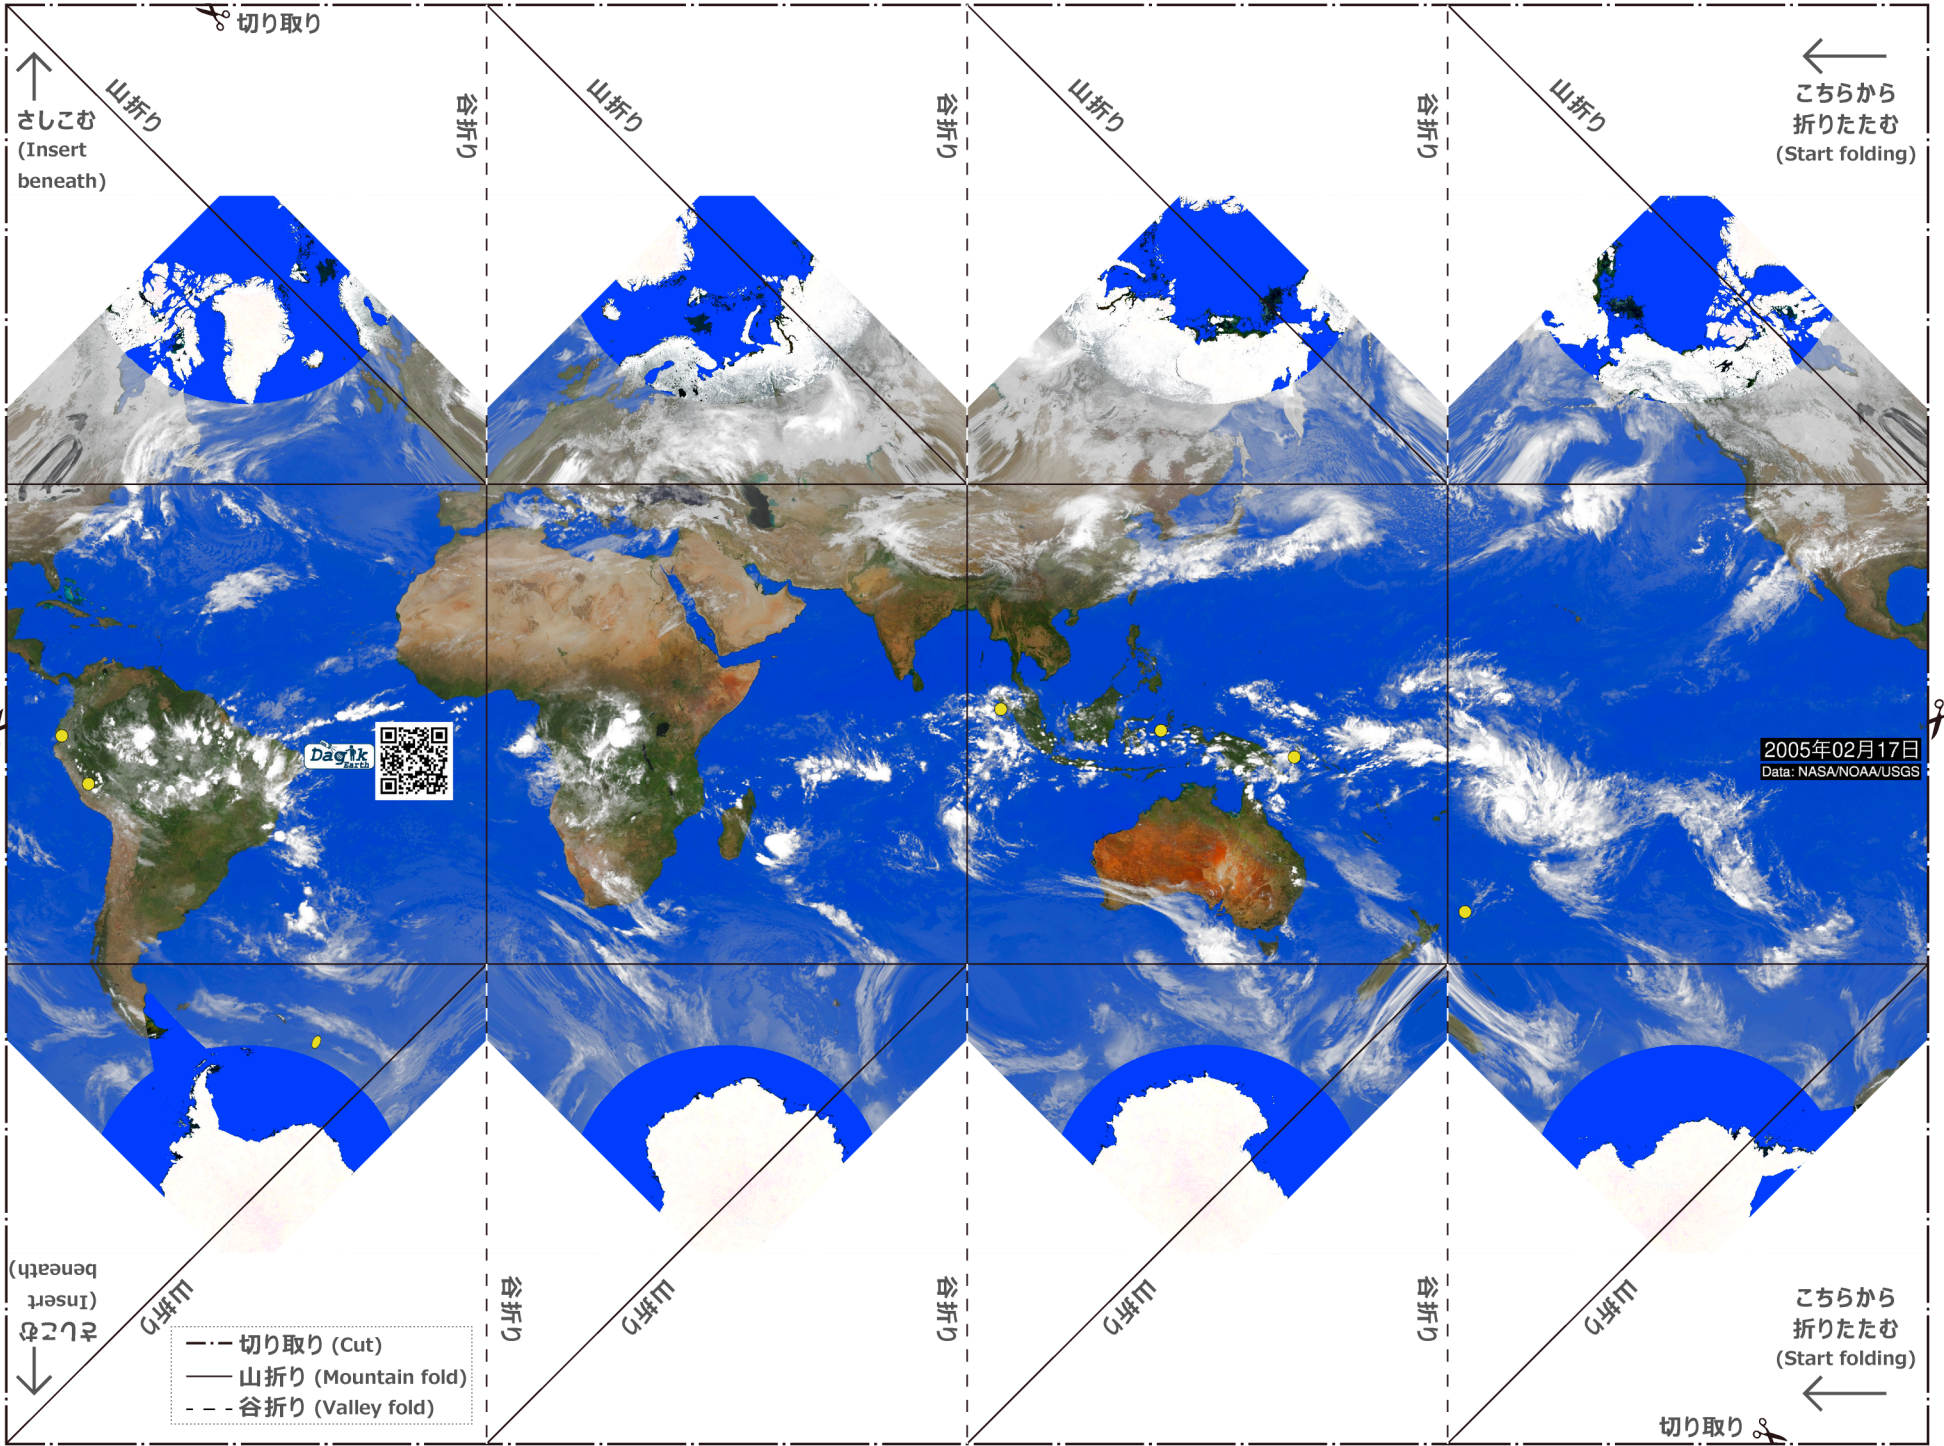 切り取り
山折り
谷折り
山折り
谷折り
山折り
谷折り
山折り
さしこむ
(Insert
beneath)
こちらから
折りたたむ
(Start folding)
Dagik
Earth
2005年02月17日
Data: NASA/NOAA/USGS
さしこむ
(Insert
beneath)
山折り
谷折り
山折り
谷折り
山折り
谷折り
山折り
こちらから
折りたたむ
(Start folding)
切り取り (Cut)
山折り (Mountain fold)
谷折り (Valley fold)
切り取り